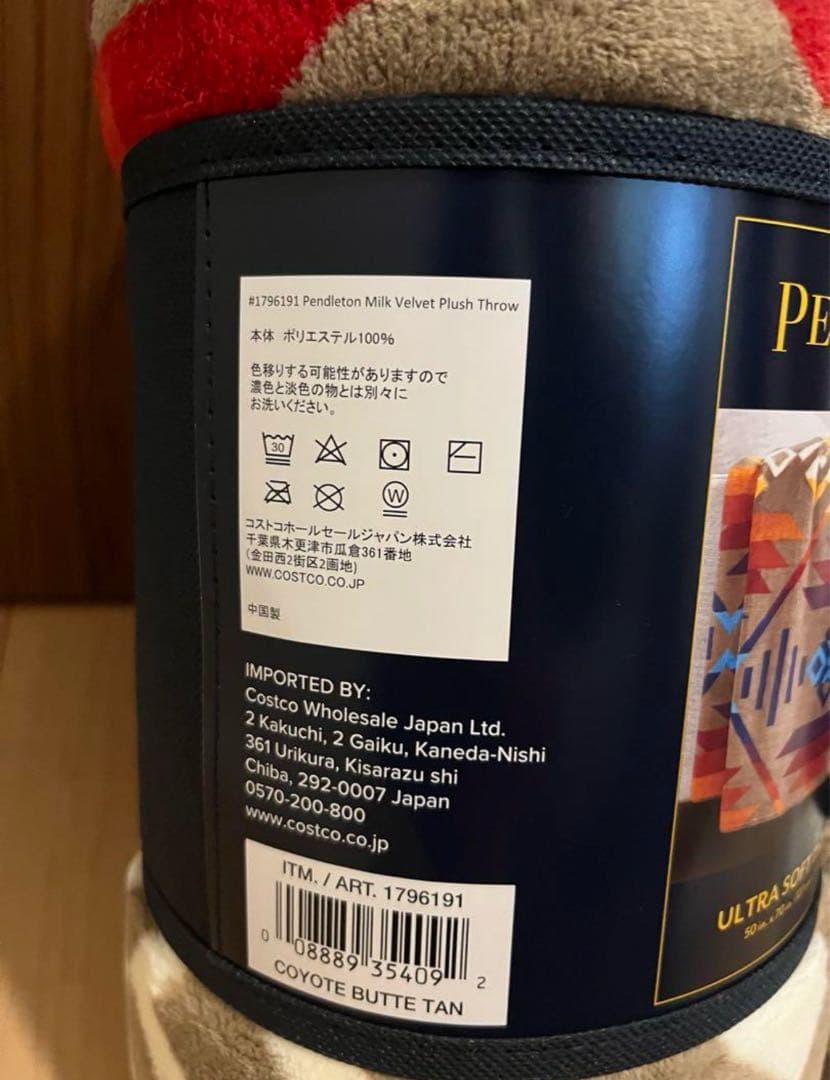 #1796191 Pendleton Milk Velvet Plush Throw
本体 ポリエステル100%
色移りする可能性がありますので
濃色と淡色の物とは別々に
お洗いください。
30
W
コストコホールセールジャパン株式会社
千葉県木更津市瓜倉361番地
(金田西2街区2画地)
WWW.COSTCO.CO.JP
中国製
IMPORTED BY:
Costco Wholesale Japan Ltd.
2 Kakuchi, 2 Gaiku, Kaneda-Nishi
361 Urikura, Kisarazu shi
Chiba, 292-0007 Japan
0570-200-800
www.costco.co.jp
ITM. / ART. 1796191
0 08889 35409 2
COYOTE BUTTE TAN
PE
ULTRA SOFT
50 in. x 70 in.